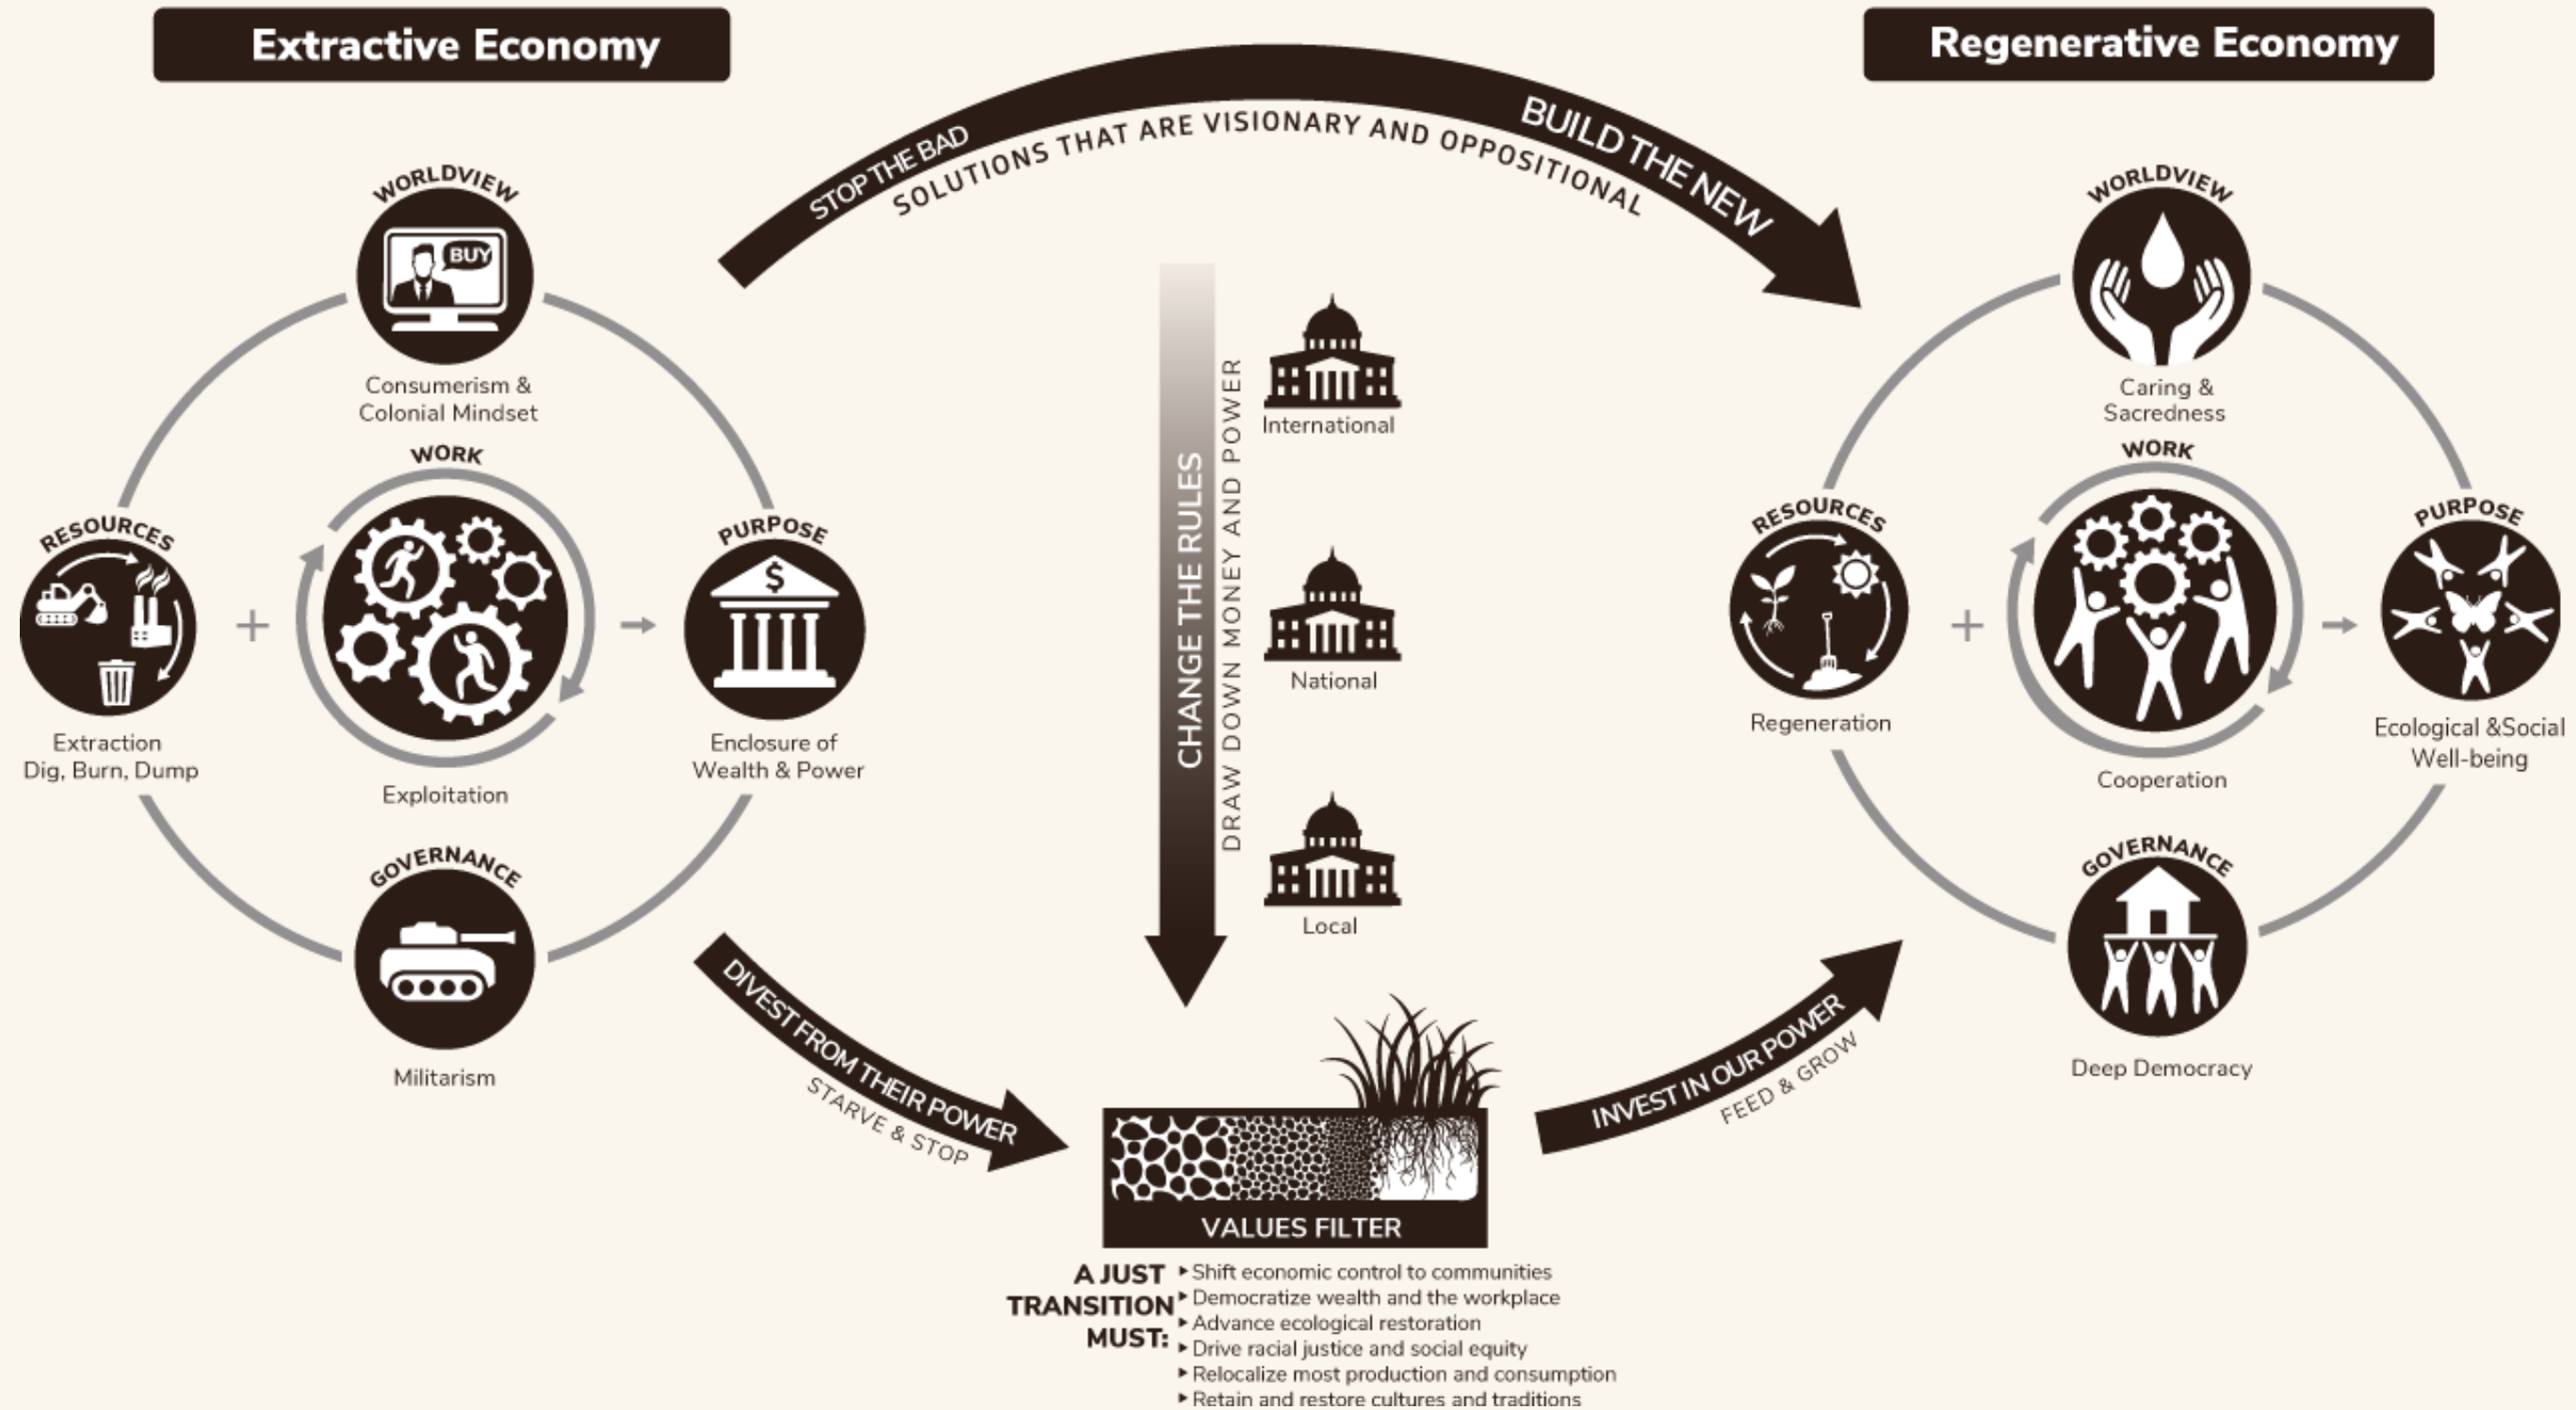 Extractive Economy
Regenerative Economy
STOP THE BAD
BUILD THE NEW
SOLUTIONS THAT ARE VISIONARY AND OPPOSITIONAL
WORLDVIEW
BUY
Consumerism &
Colonial Mindset
WORK
Exploitation
RESOURCES
Extraction
Dig, Burn, Dump
+
PURPOSE
$
Enclosure of
Wealth & Power
GOVERNANCE
Militarism
CHANGE THE RULES
DRAW DOWN MONEY AND POWER
International
National
Local
WORLDVIEW
Caring &
Sacredness
WORK
Cooperation
RESOURCES
Regeneration
+
PURPOSE
Ecological &Social
Well-being
GOVERNANCE
Deep Democracy
DIVEST FROM THEIR POWER
STARVE & STOP
INVEST IN OUR POWER
FEED & GROW
VALUES FILTER
A JUST
TRANSITION
MUST:
Shift economic control to communities
Democratize wealth and the workplace
Advance ecological restoration
Drive racial justice and social equity
Relocalize most production and consumption
Retain and restore cultures and traditions